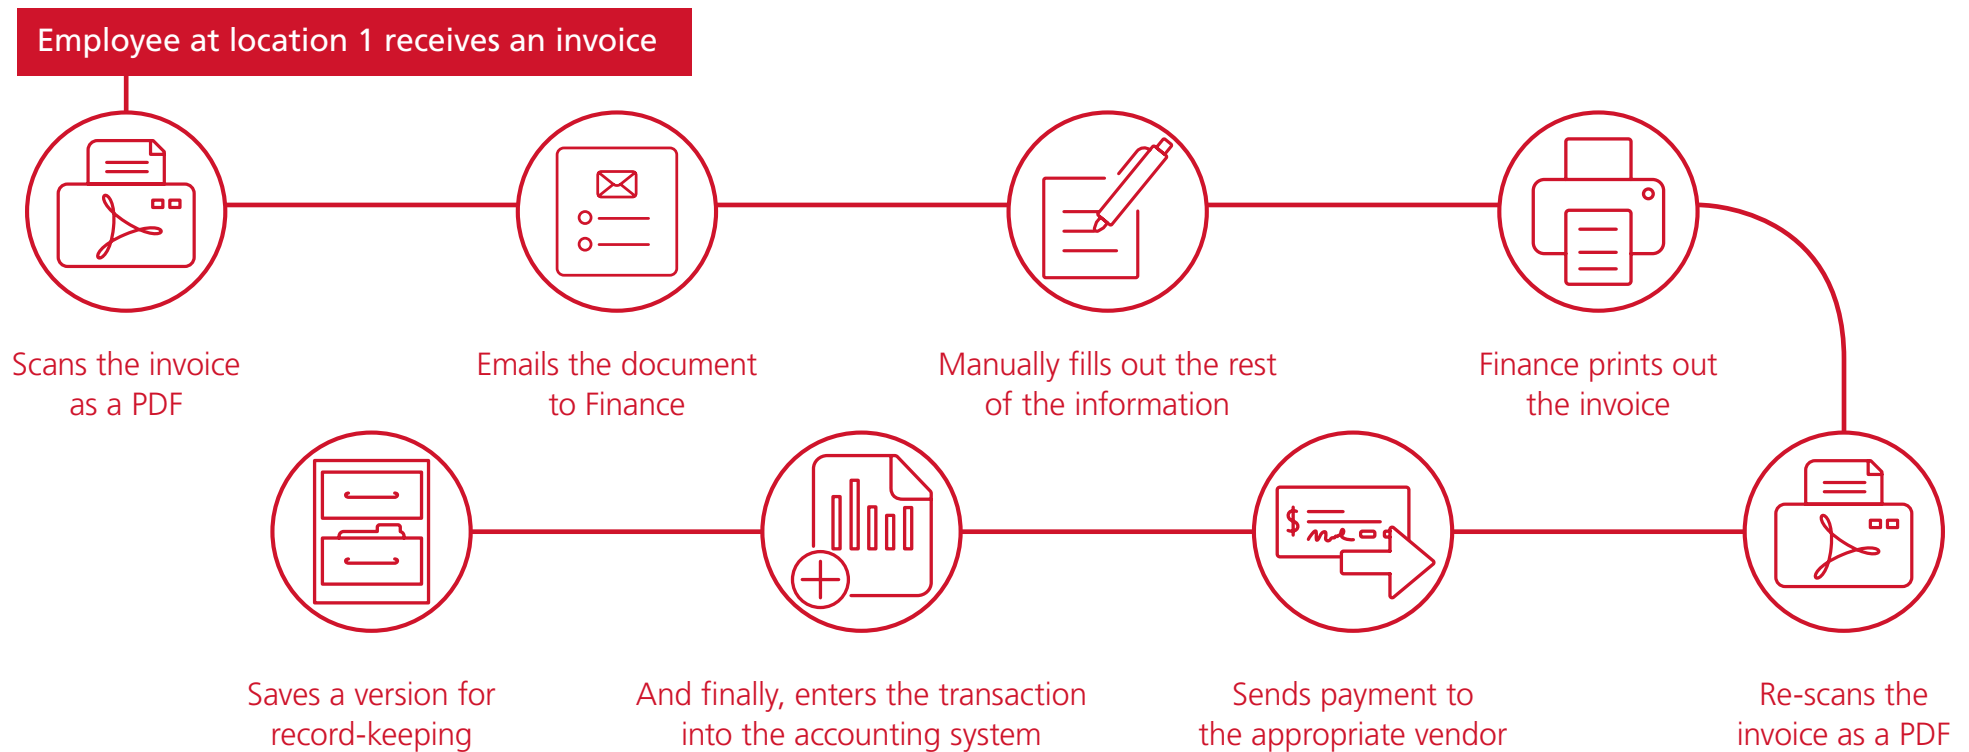 Employee at location 1 receives an invoice
Scans the invoice
as a PDF
Emails the document
to Finance
Manually fills out the rest
of the information
Finance prints out
the invoice
$
Re-scans the
invoice as a PDF
Sends payment to
the appropriate vendor
And finally, enters the transaction
into the accounting system
Saves a version for
record-keeping